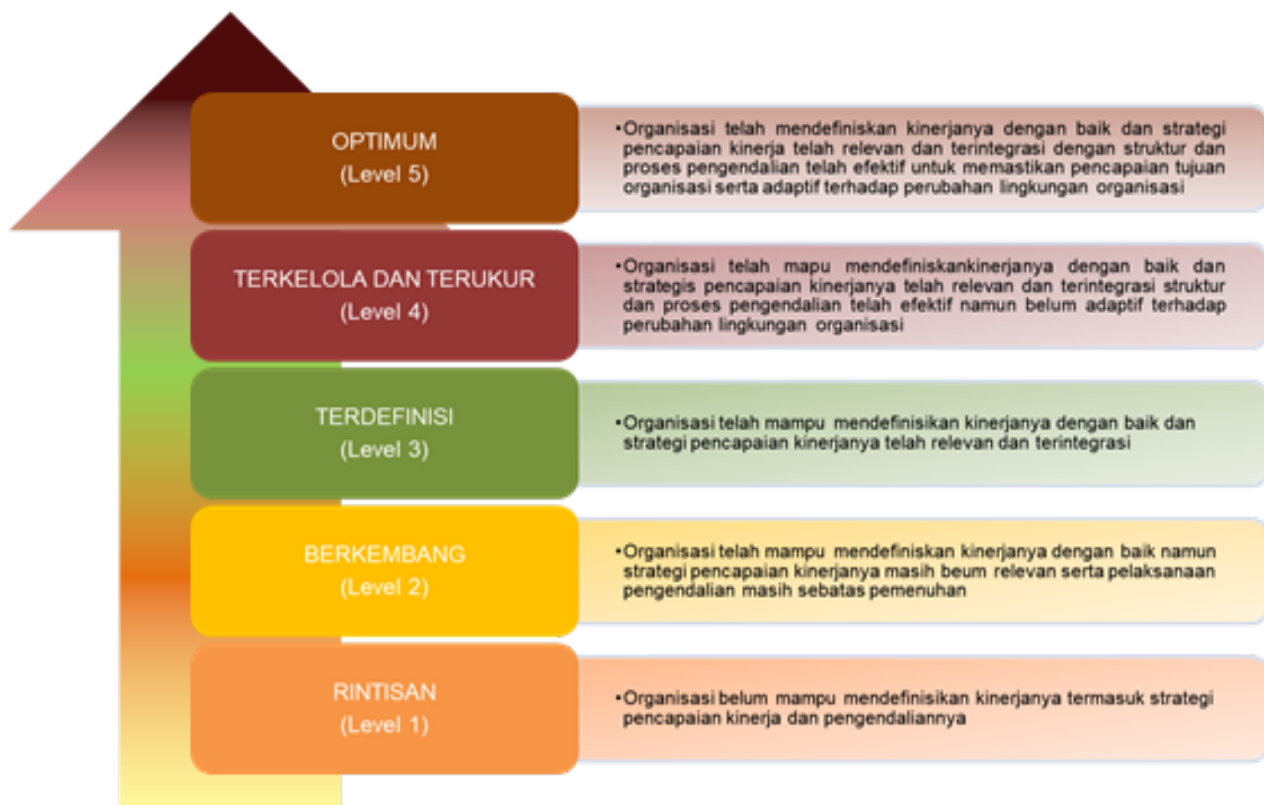 OPTIMUM
(Level 5)
•Organisasi telah mendefiniskan kinerjanya dengan baik dan strategi
pencapaian kinerja telah relevan dan terintegrasi dengan struktur dan
proses pengendalian telah efektif untuk memastikan pencapaian tujuan
organisasi serta adaptif terhadap perubahan lingkungan organisasi
TERKELOLA DAN TERUKUR
(Level 4)
•Organisasi telah mapu mendefiniskankinerjanya dengan baik dan
strategis pencapaian kinerjanya telah relevan dan terintegrasi struktur
dan proses pengendalian telah efektif namun belum adaptif terhadap
perubahan lingkungan organisasi
TERDEFINISI
(Level 3)
•Organisasi telah mampu mendefinisikan kinerjanya dengan baik dan
strategi pencapaian kinerjanya telah relevan dan terintegrasi
BERKEMBANG
(Level 2)
•Organisasi telah mampu mendefiniskan kinerjanya dengan baik namun
strategi pencapaian kinerjanya masih beum relevan serta pelaksanaan
pengendalian masih sebatas pemenuhan
RINTISAN
(Level 1)
•Organisasi belum mampu mendefinisikan kinerjanya termasuk strategi
pencapaian kinerja dan pengendaliannya